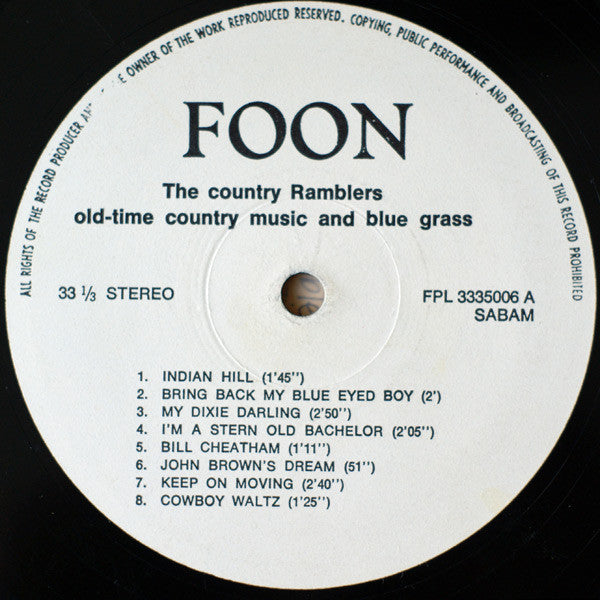 ALL RIGHTS OF THE RECORD PRODUCER OWNER OF THE WORK REPRODUCED RESERVED. COPYING, PUBLIC PERFORMANCE AND BROADCASTING OF THIS RECORD PROHIBITED
FOON
The country Ramblers
old-time country music and blue grass
33 ⅓ STEREO
FPL 3335006 A
SABAM
1. INDIAN HILL (1'45'')
2. BRING BACK MY BLUE EYED BOY (2')
3. MY DIXIE DARLING (2'50'')
4. I'M A STERN OLD BACHELOR (2'05'')
5. BILL CHEATHAM (1'11'')
6. JOHN BROWN'S DREAM (51'')
7. KEEP ON MOVING (2'40'')
8. COWBOY WALTZ (1'25'')